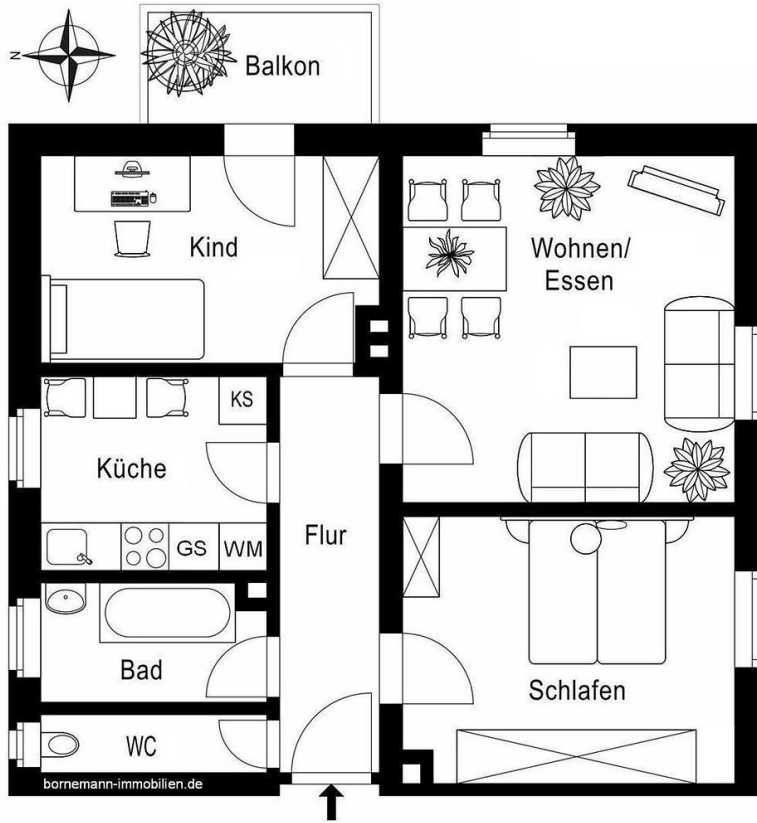 N
Balkon
Kind
Wohnen/
Essen
KS
Küche
GS
WM
Flur
Bad
Schlafen
WC
bornemann-immobilien.de